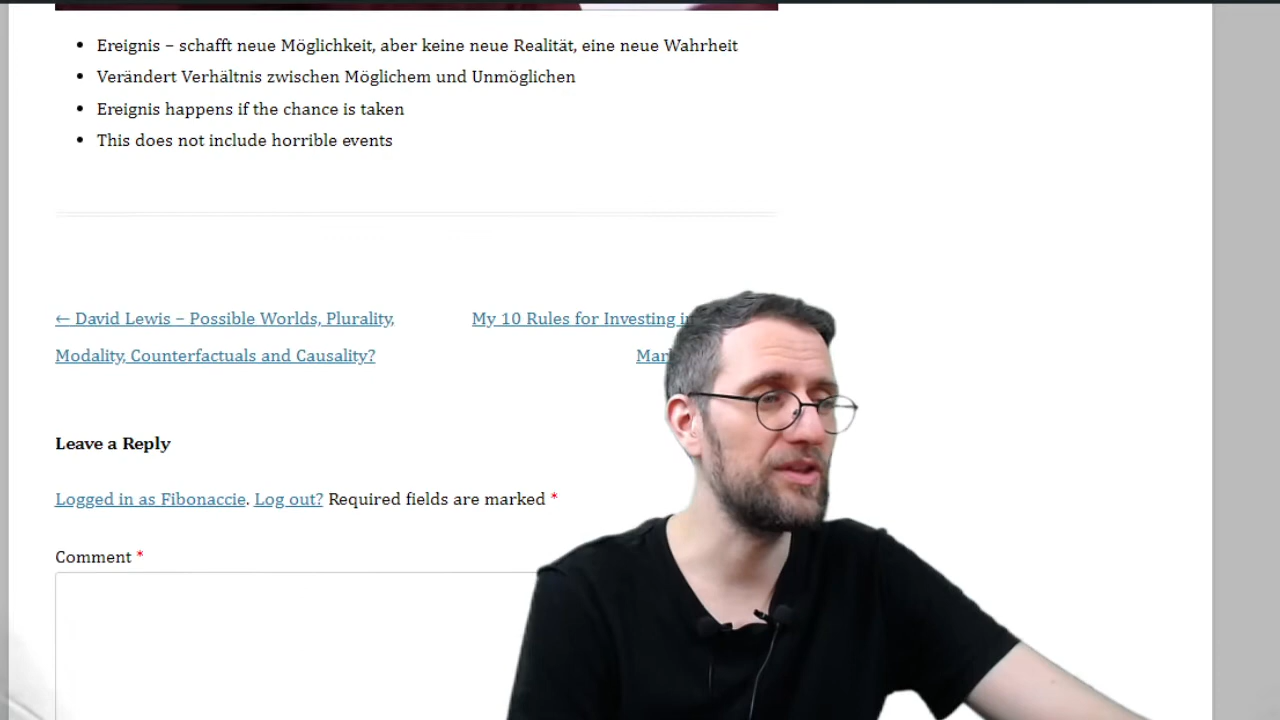 Ereignis – schafft neue Möglichkeit, aber keine neue Realität, eine neue Wahrheit
Verändert Verhältnis zwischen Möglichem und Unmöglichen
Ereignis happens if the chance is taken
This does not include horrible events
← David Lewis – Possible Worlds, Plurality,
Modality, Counterfactuals and Causality?
My 10 Rules for Investing
Leave a Reply
Logged in as Fibonaccie. Log out? Required fields are marked *
Comment *